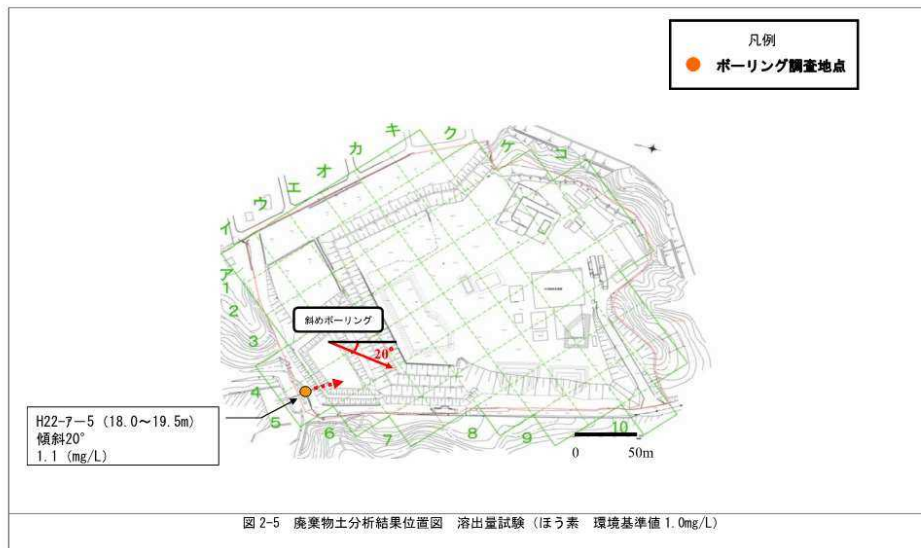 凡例
ボーリング調査地点
ア
イ
ウ
エ
オ
カ
キ
ク
ケ
コ
1
2
3
4
5
6
7
8
9
10
斜めボーリング
20°
H22-ア-5 (18.0～19.5m)
傾斜20°
1.1 (mg/L)
0 50m
図 2-5 廃棄物土分析結果位置図 溶出量試験 (ほう素 環境基準値 1.0mg/L)